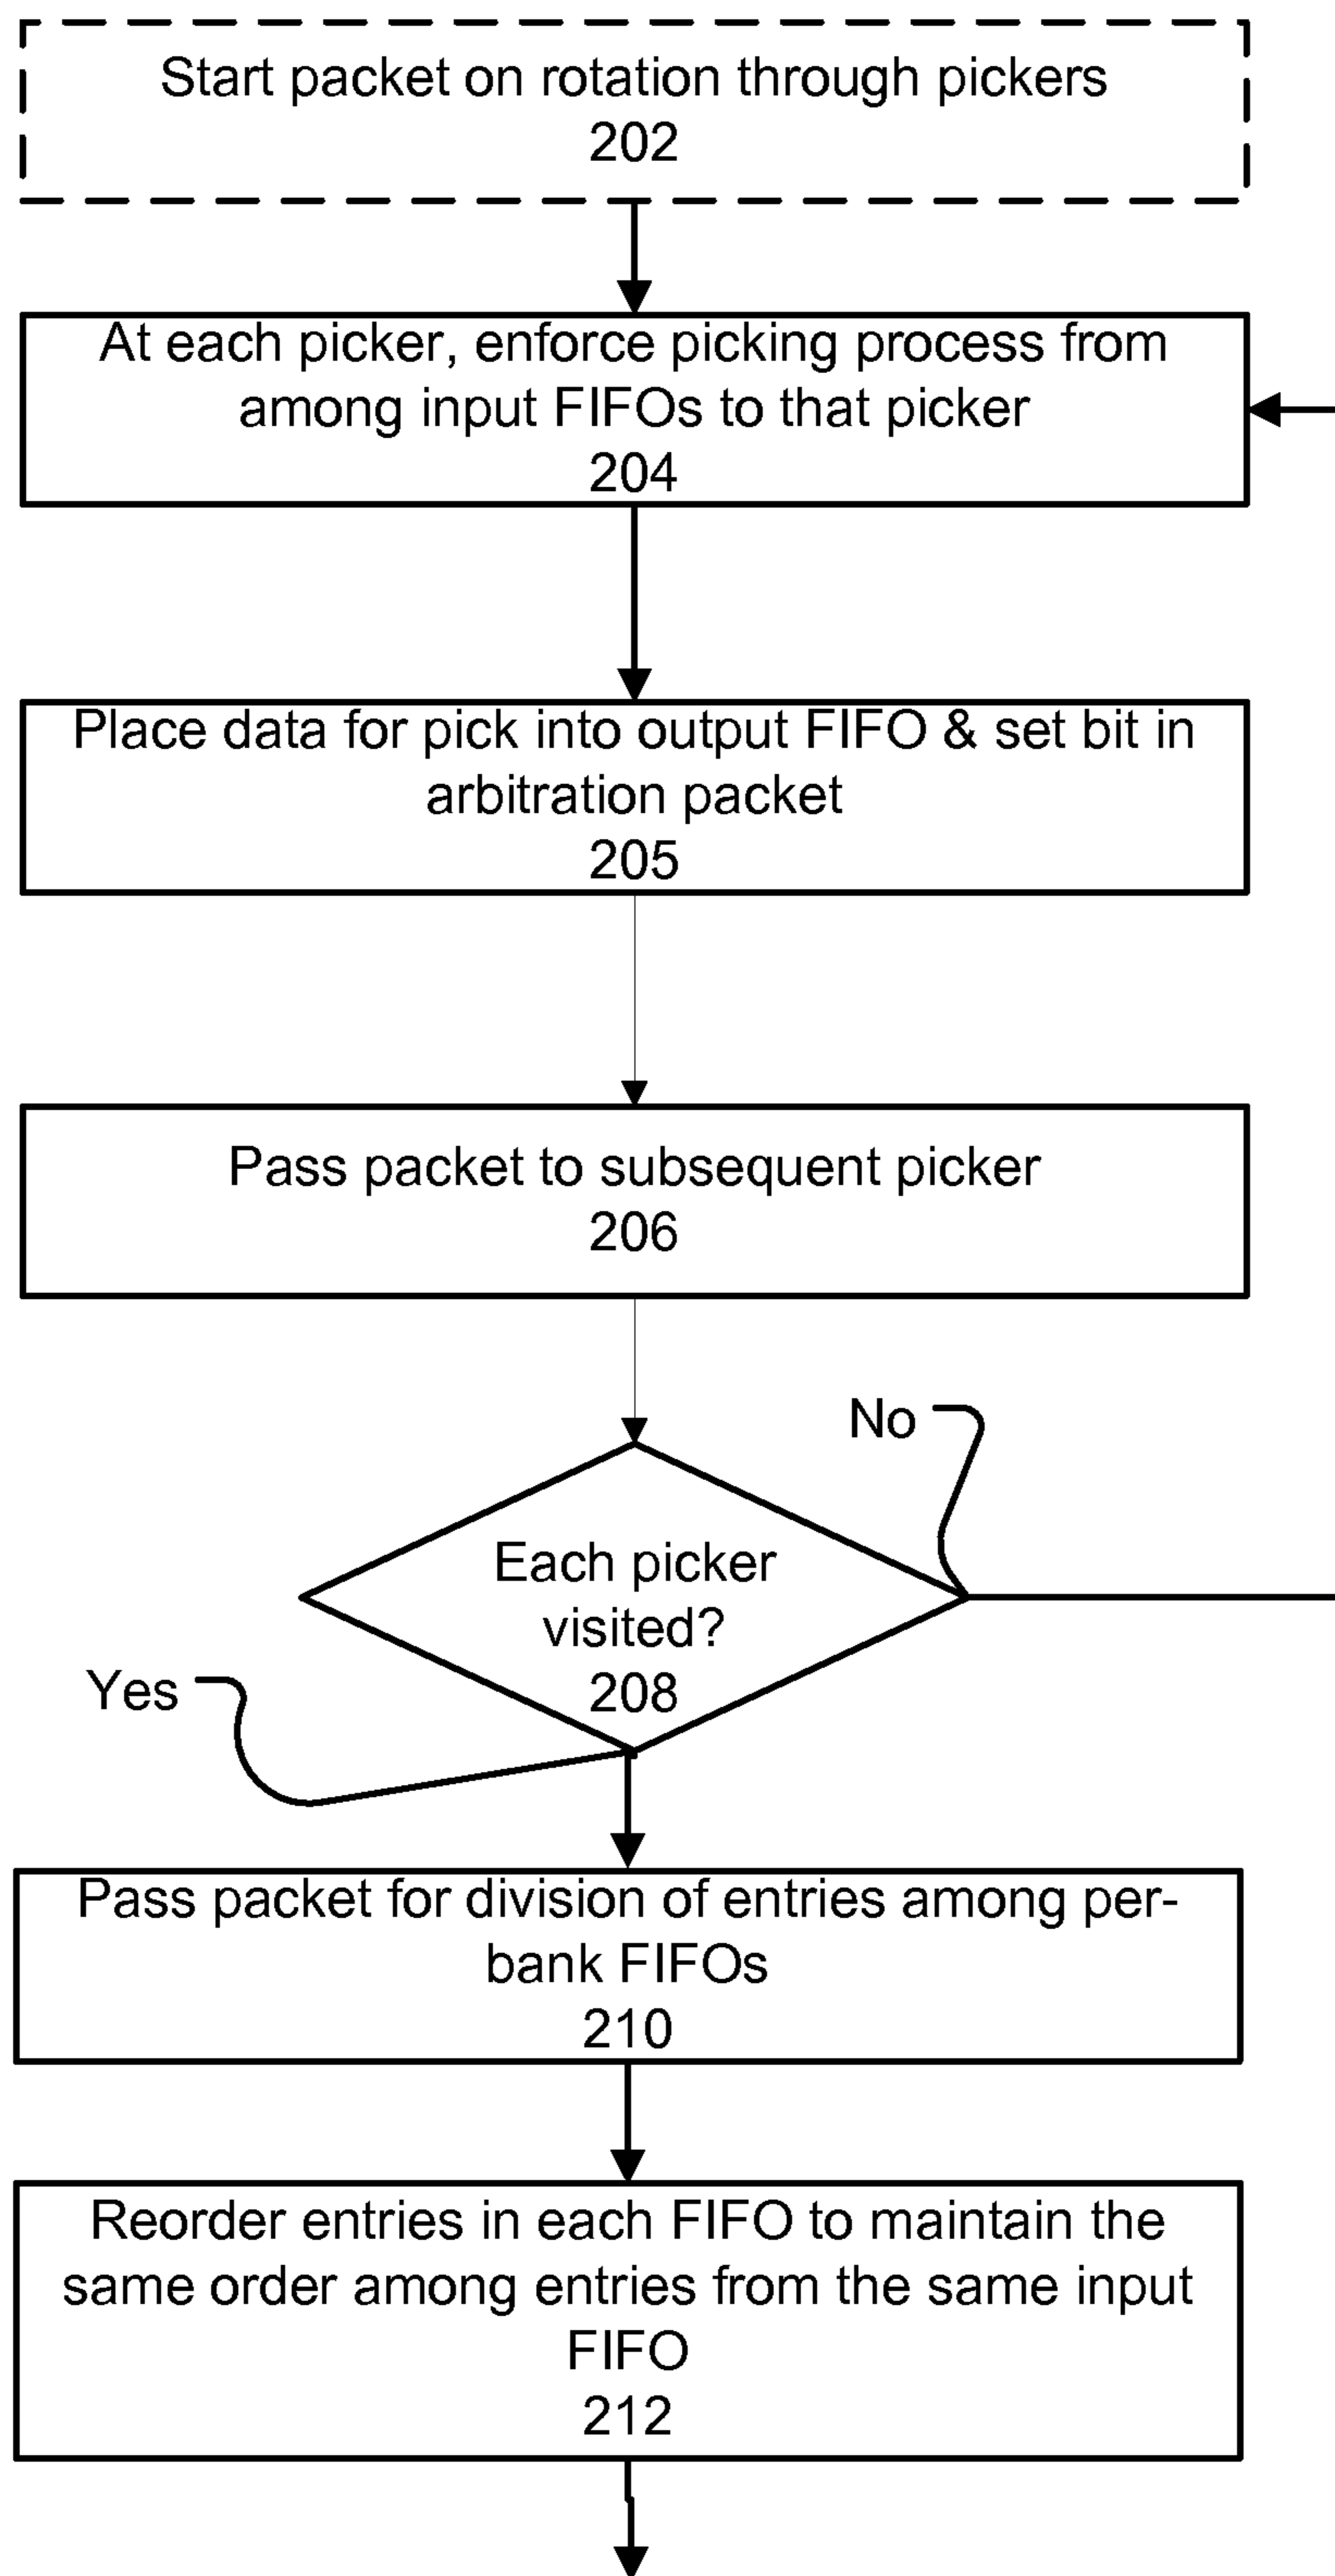 Start packet on rotation through pickers
202
At each picker, enforce picking process from
among input FIFOs to that picker
204
Place data for pick into output FIFO & set bit in
arbitration packet
205
Pass packet to subsequent picker
206
No
Each picker
visited?
208
Yes
Pass packet for division of entries among per-
bank FIFOs
210
Reorder entries in each FIFO to maintain the
same order among entries from the same input
FIFO
212